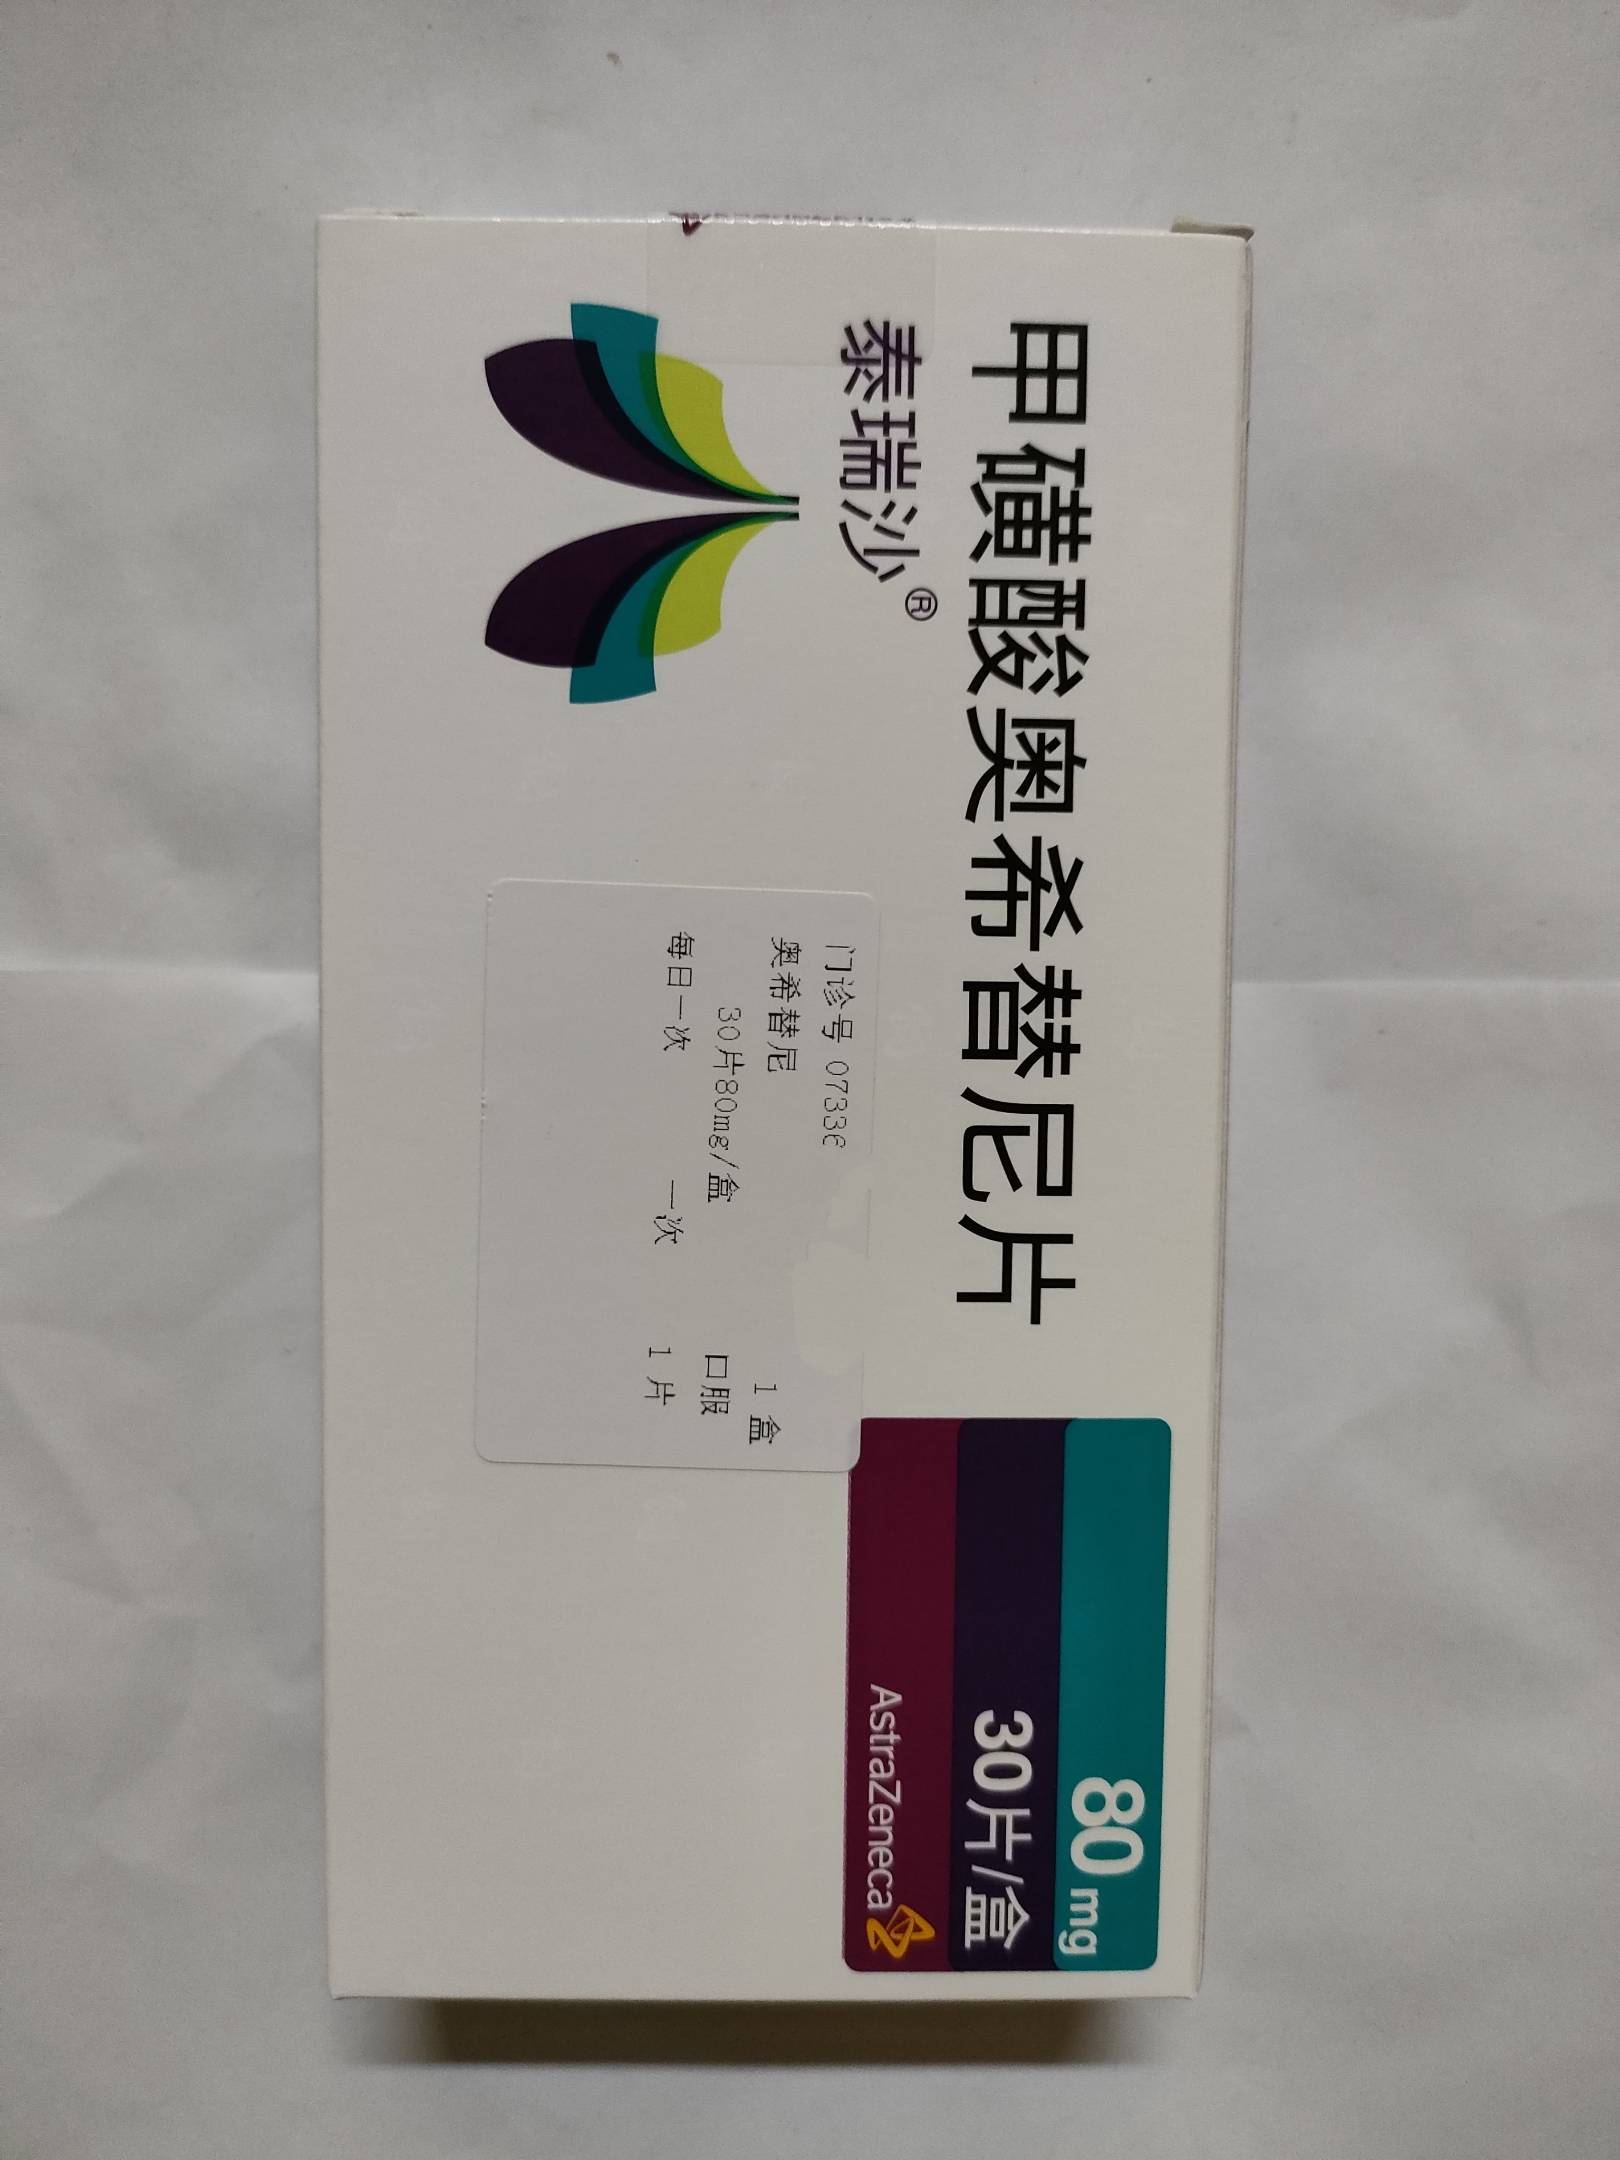 甲磺酸奥希替尼片
泰瑞沙®
80 mg
30片/盒
AstraZeneca
门诊号 07336
奥希替尼 1 盒
30片80mg/盒 口服
每日一次 一次 1 片